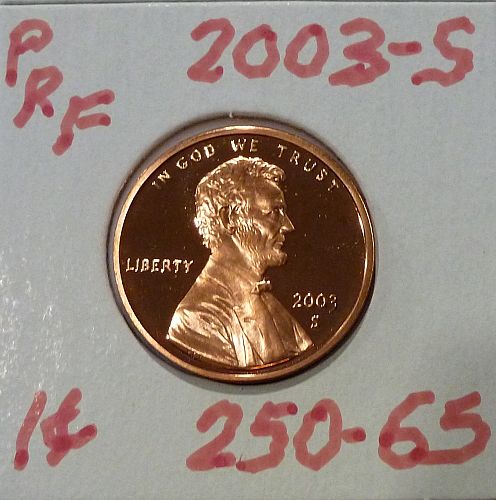 PRF 2003-S
IN GOD WE TRUST
LIBERTY
2003
S
1¢ 250-65